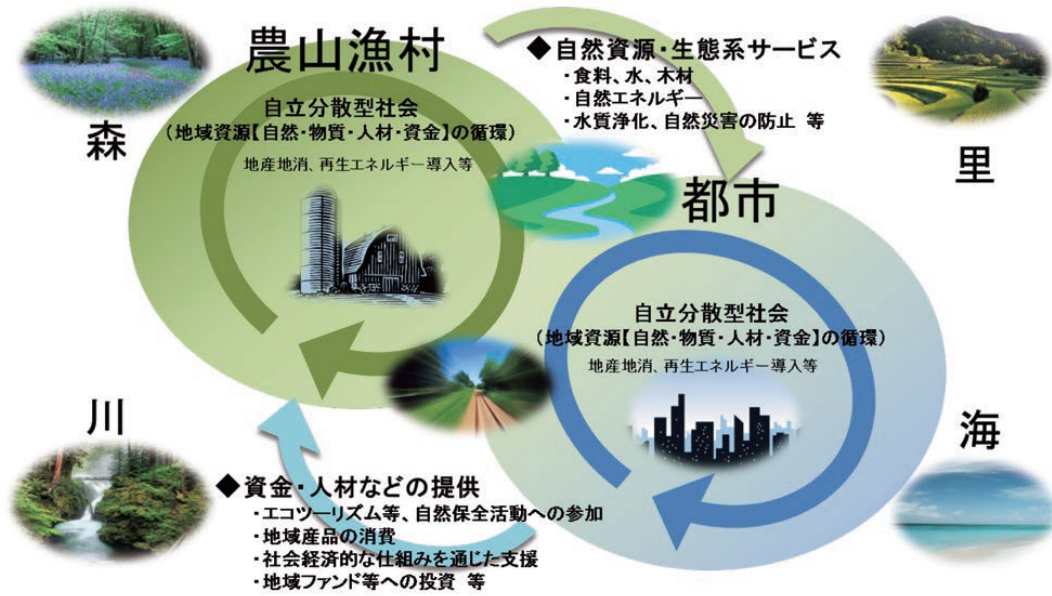 農山漁村
自立分散型社会
（地域資源【自然・物質・人材・資金】の循環）
地産地消、再生エネルギー導入等
◆自然資源・生態系サービス
・食料、水、木材
・自然エネルギー
・水質浄化、自然災害の防止 等
森
里
都市
自立分散型社会
（地域資源【自然・物質・人材・資金】の循環）
地産地消、再生エネルギー導入等
川
海
◆資金・人材などの提供
・エコツーリズム等、自然保全活動への参加
・地域産品の消費
・社会経済的な仕組みを通じた支援
・地域ファンド等への投資 等